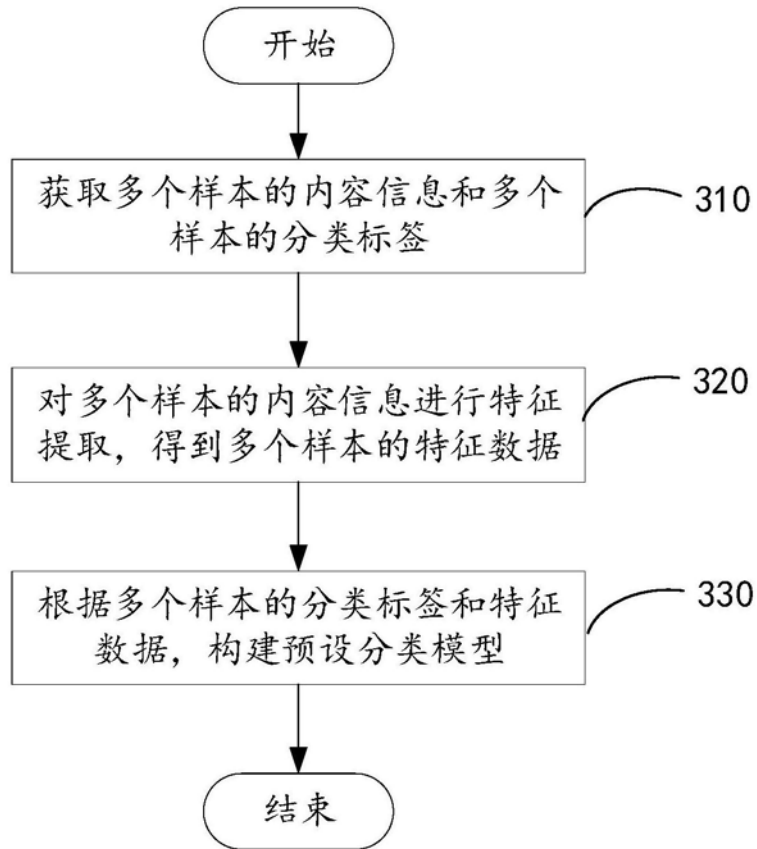 开始
获取多个样本的内容信息和多个
样本的分类标签
310
对多个样本的内容信息进行特征
提取，得到多个样本的特征数据
320
根据多个样本的分类标签和特征
数据，构建预设分类模型
330
结束